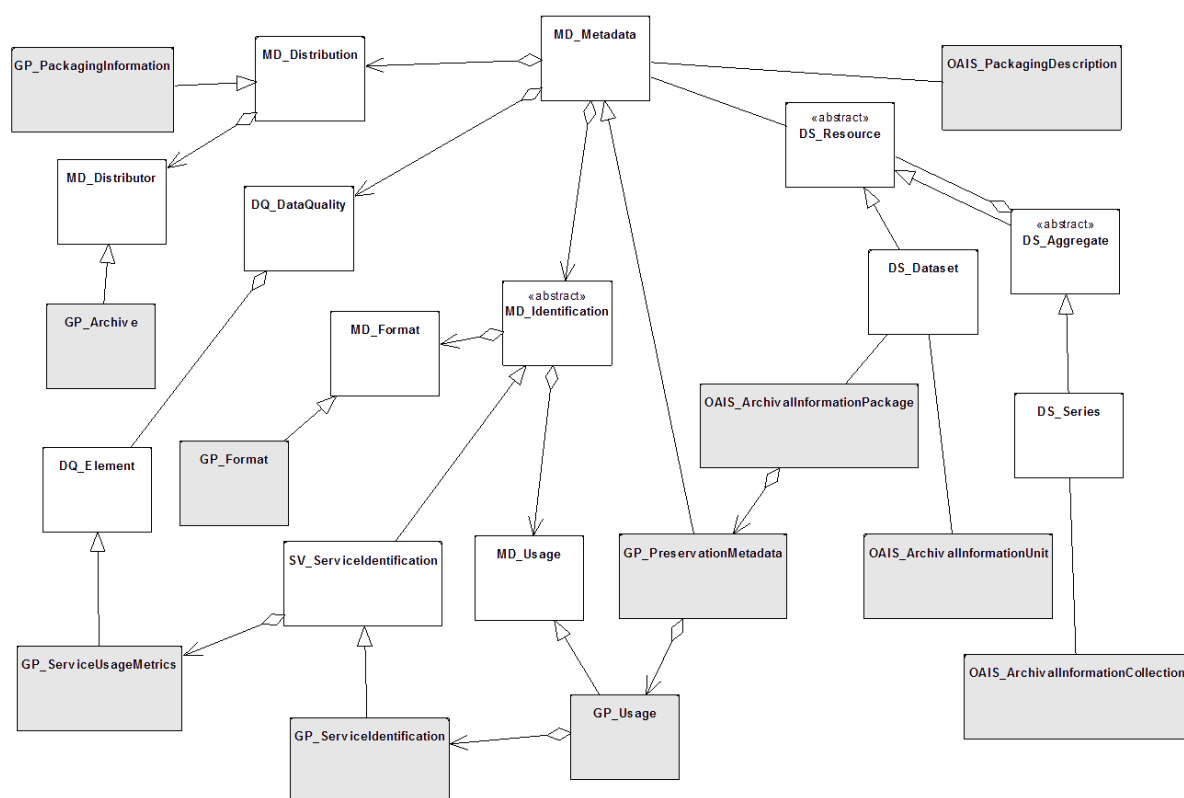 MD_Metadata
MD_Distribution
GP_PackagingInformation
OAIS_PackagingDescription
«abstract»
DS_Resource
MD_Distributor
DQ_DataQuality
«abstract»
DS_Aggregate
DS_Dataset
«abstract»
MD_Identification
GP_Archive
MD_Format
OAIS_ArchivalInformationPackage
DS_Series
GP_Format
DQ_Element
SV_ServiceIdentification
MD_Usage
GP_PreservationMetadata
OAIS_ArchivalInformationUnit
GP_ServiceUsageMetrics
OAIS_ArchivalInformationCollection
GP_Usage
GP_ServiceIdentification